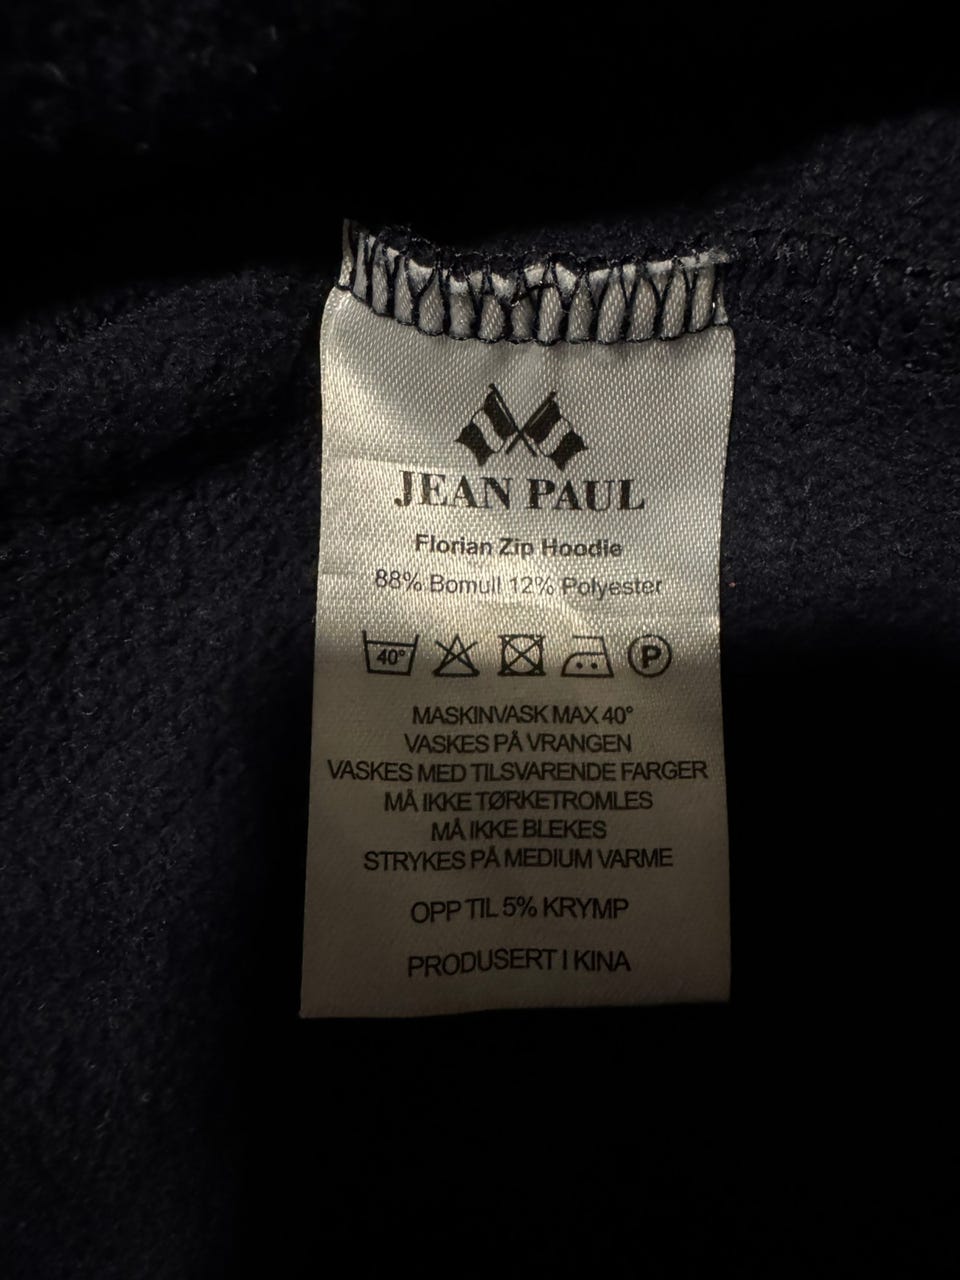 JEAN PAUL
Florian Zip Hoodie
88% Bomull 12% Polyester
40° P
MASKINVASK MAX 40°
VASKES PÅ VRANGEN
VASKES MED TILSVARENDE FARGER
MÅ IKKE TØRKETROMLES
MÅ IKKE BLEKES
STRYKES PÅ MEDIUM VARME
OPP TIL 5% KRYMP
PRODUSERT I KINA